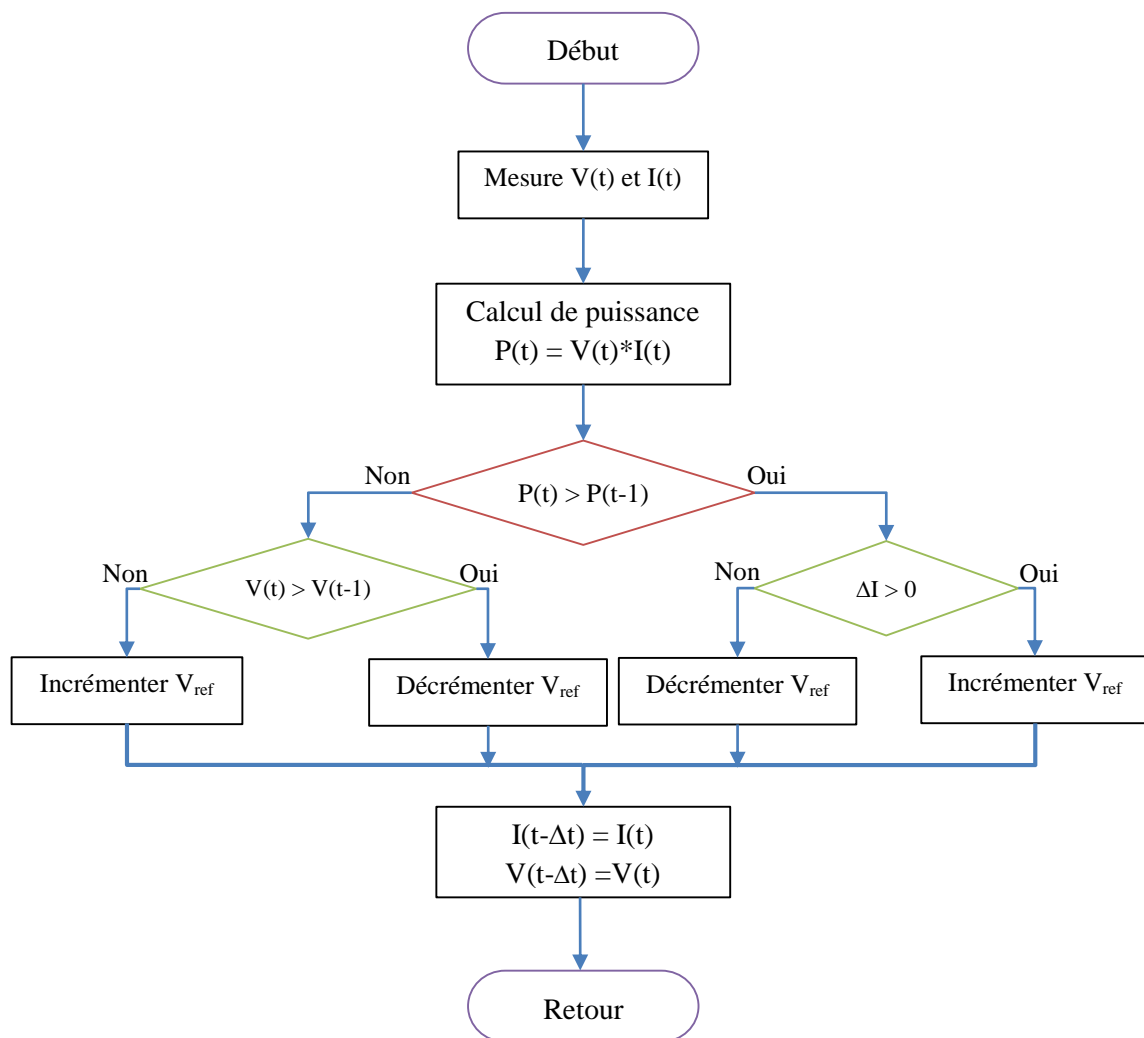 Début
Mesure V(t) et I(t)
Calcul de puissance
P(t) = V(t)*I(t)
Non
Oui
P(t) > P(t-1)
Non
V(t) > V(t-1)
Oui
Non
ΔI > 0
Oui
Incrémenter Vref
Décrémenter Vref
Décrémenter Vref
Incrémenter Vref
I(t-Δt) = I(t)
V(t-Δt) =V(t)
Retour